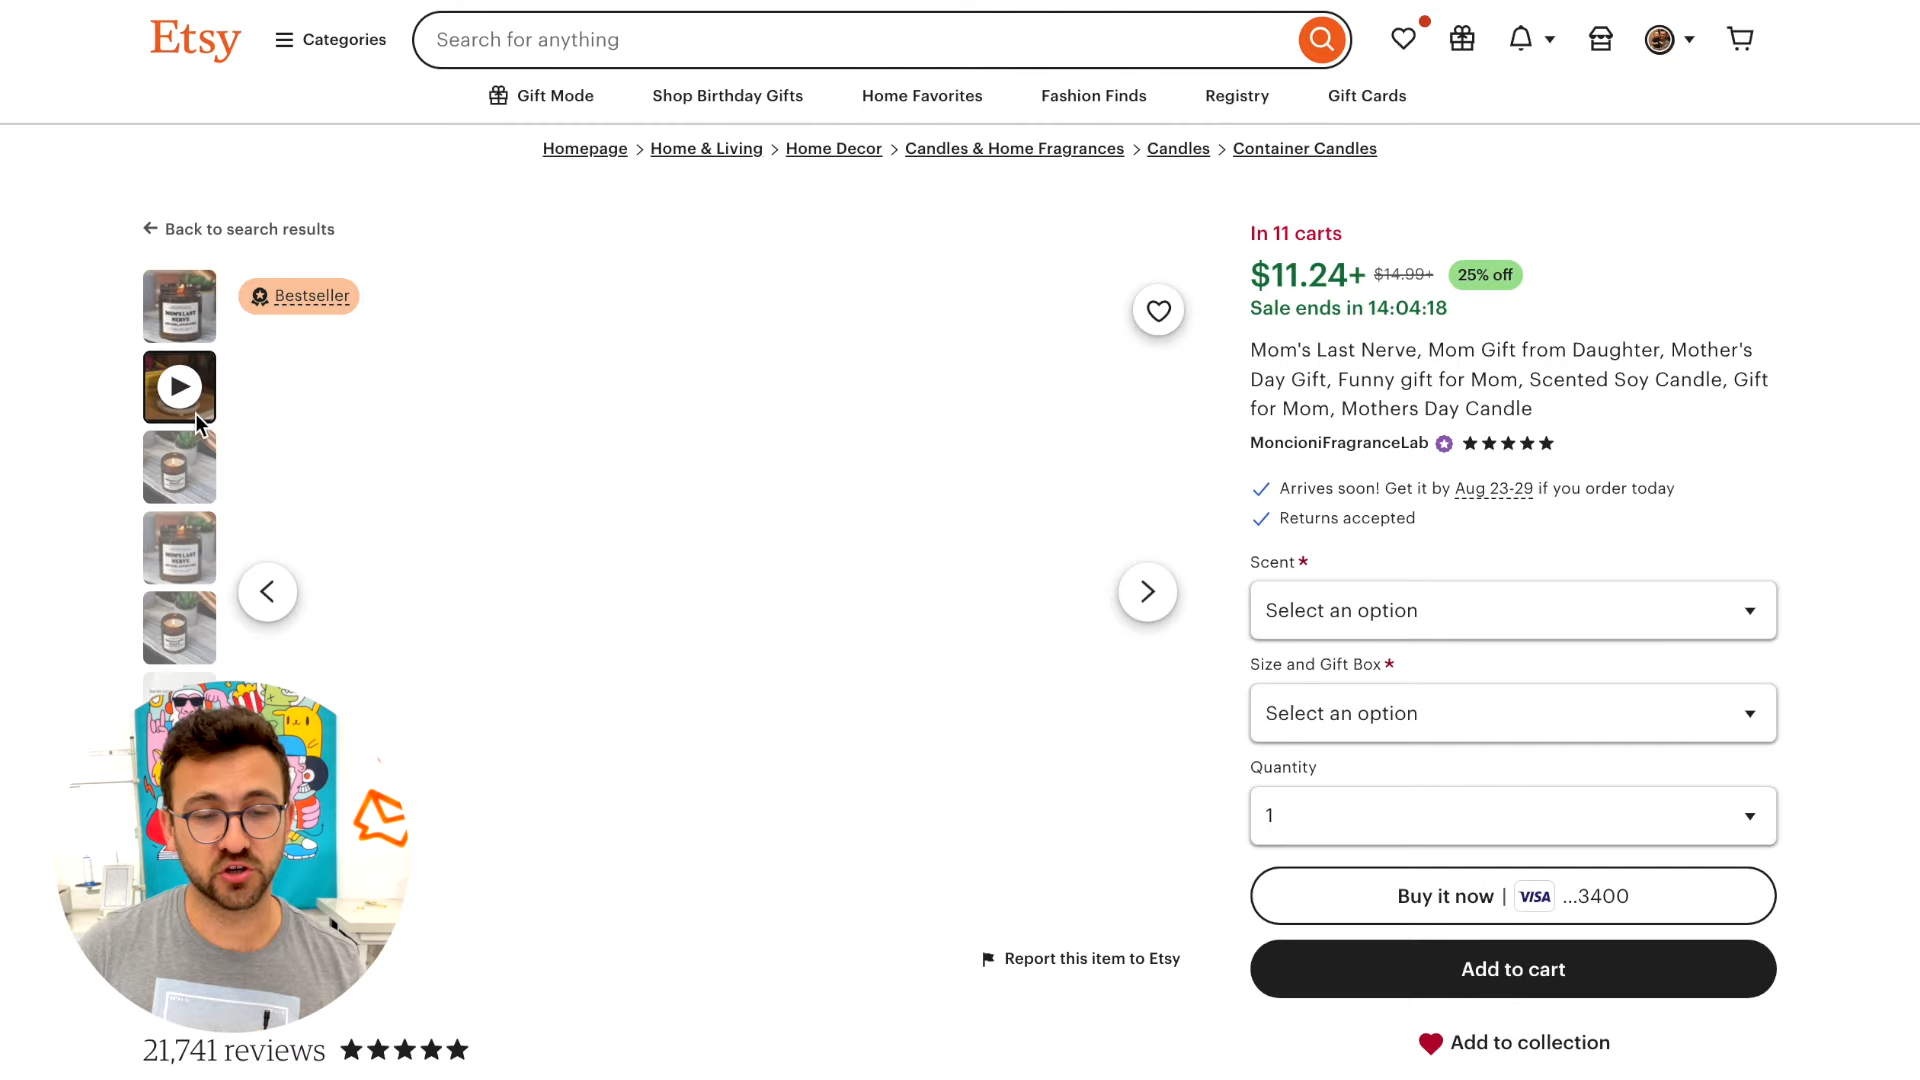 Etsy
Categories
Search for anything
Gift Mode
Shop Birthday Gifts
Home Favorites
Fashion Finds
Registry
Gift Cards
Homepage > Home & Living > Home Decor > Candles & Home Fragrances > Candles > Container Candles
Back to search results
Bestseller
MOM'S LAST
NERVE
MOM'S LAST
NERVE
In 11 carts
$11.24+ $14.99+ 25% off
Sale ends in 14:04:18
Mom's Last Nerve, Mom Gift from Daughter, Mother's
Day Gift, Funny gift for Mom, Scented Soy Candle, Gift
for Mom, Mothers Day Candle
MoncioniFragranceLab
Arrives soon! Get it by Aug 23-29 if you order today
Returns accepted
Scent *
Select an option
Size and Gift Box *
Select an option
Quantity
1
Buy it now | VISA ...3400
Add to cart
Add to collection
Report this item to Etsy
21,741 reviews